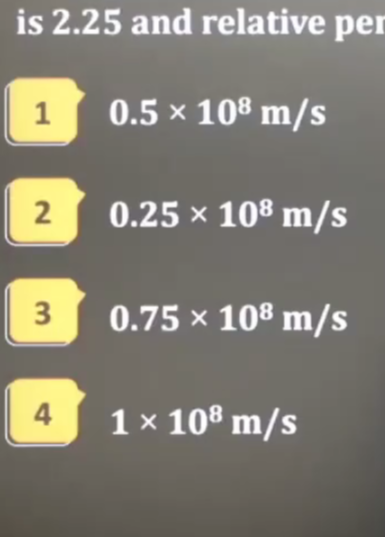 is 2.25 and relative
1 0.5 × 10⁸ m/s
2 0.25 × 10⁸ m/s
3 0.75 × 10⁸ m/s
4 1 × 10⁸ m/s